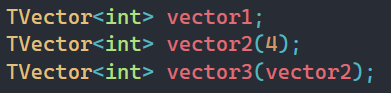 TVector<int> vector1;
TVector<int> vector2(4);
TVector<int> vector3(vector2);